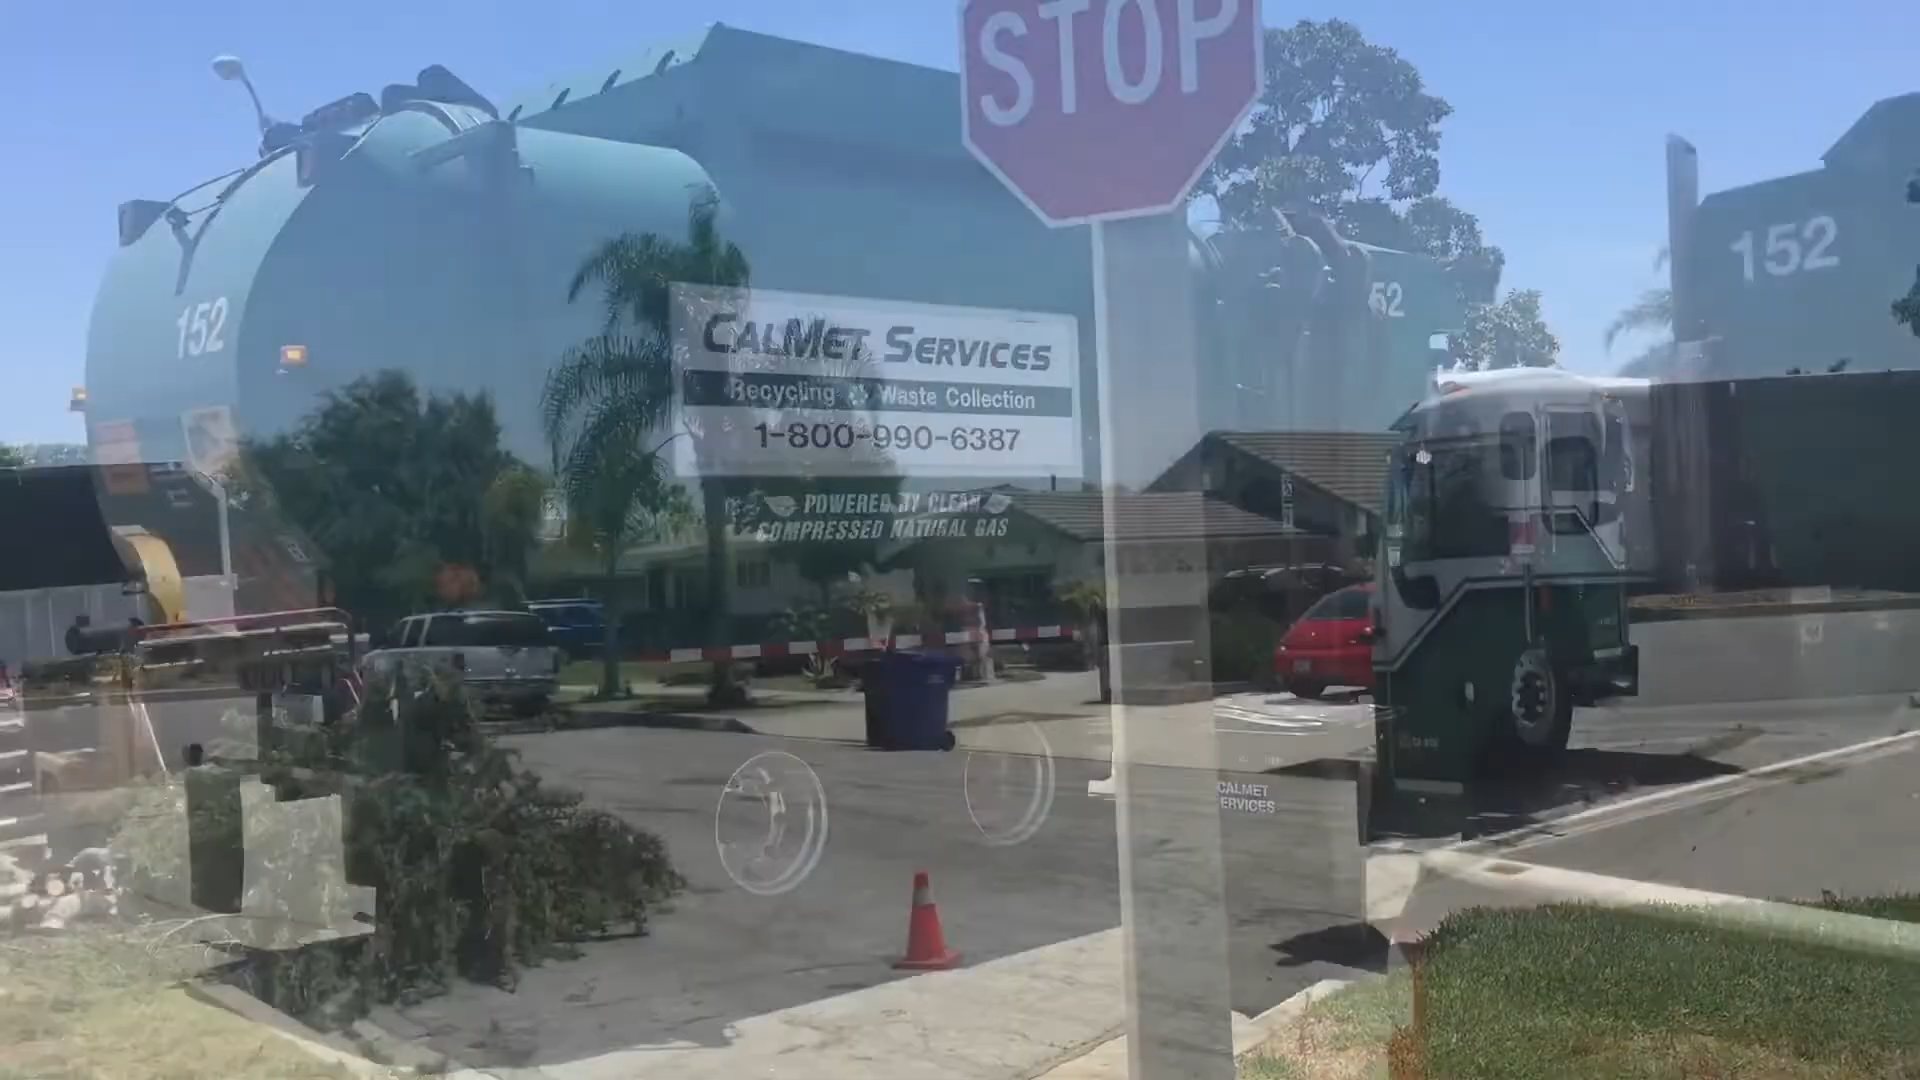 STOP
152
152
52
CALMET SERVICES
Recycling Waste Collection
1-800-990-6387
POWERED BY CLEAN
COMPRESSED NATURAL GAS
CALMET
ERVICES